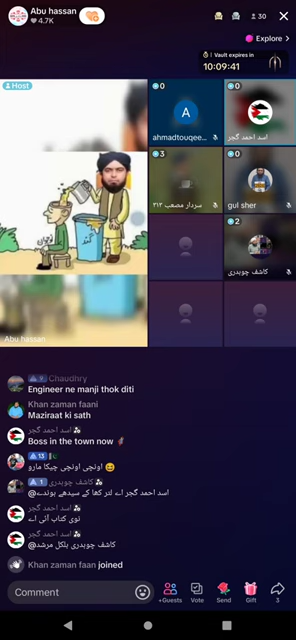 Abu hassan
4.7K
30
Explore
Vault expires in
10:09:41
Host
0
A
ahmadtouqee...
0
اسد احمد گجر
3
سردار مصعب ٣١٣
0
gul sher
2
کاشف چوہدری
Abu hassan
9 Chaudhry
Engineer ne manji thok diti
Khan zaman faani
Maziraat ki sath
اسد احمد گجر
Boss in the town now
13
اونچی اونچی چیکا مارو
1 کاشف چوہدری
@اسد احمد گجر اے لتر کھا کے سیدھے ہوندے
اسد احمد گجر
نوی کتاب آئی اے
اسد احمد گجر
@کاشف چوہدری بلکل مرشد
Khan zaman faan joined
Comment
+Guests
Vote
Send
Gift
3